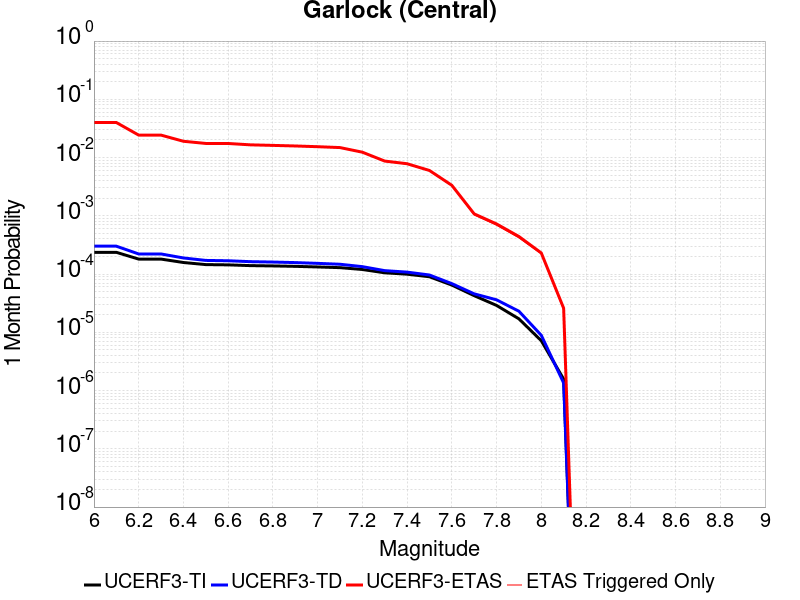 Garlock (Central)
10^0
10^-1
10^-2
10^-3
10^-4
10^-5
10^-6
10^-7
10^-8
1 Month Probability
6 6.2 6.4 6.6 6.8 7 7.2 7.4 7.6 7.8 8 8.2 8.4 8.6 8.8 9
Magnitude
UCERF3-TI UCERF3-TD UCERF3-ETAS ETAS Triggered Only